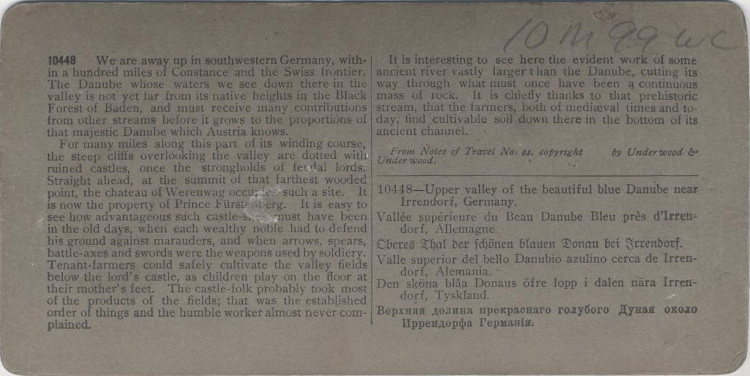 10 M 99 WC
10448 We are away up in southwestern Germany, with-
in a hundred miles of Constance and the Swiss frontier.
The Danube whose waters we see down there in the
valley is not yet far from its native heights in the Black
Forest of Baden, and must receive many contributions
from other streams before it grows to the proportions of
that majestic Danube which Austria knows.
For many miles along this part of its winding course,
the steep cliffs overlooking the valley are dotted with
ruined castles, once the strongholds of feudal lords.
Straight ahead, at the summit of that farthest wooded
point, the chateau of Werenwag such a site. It
is now the property of Prince It is easy to
see how advantageous such must have been
in the old days, when each wealthy noble had to defend
his ground against marauders, and when arrows, spears,
battle-axes and swords were the weapons used by soldiery.
Tenant-farmers could safely cultivate the valley fields
below the lord's castle, as children play on the floor at
their mother's feet. The castle-folk probably took most
of the products of the fields; that was the established
order of things and the humble worker almost never com-
plained.
It is interesting to see here the evident work of some
ancient river vastly larger than the Danube, cutting its
way through what must once have been a continuous
mass of rock. It is chiefly thanks to that prehistoric
stream, that the farmers, both of mediæval times and to-
day, find cultivable soil down there in the bottom of its
ancient channel.
From Notes of Travel No. 44, copyright by Underwood &
Underwood.
10448—Upper valley of the beautiful blue Danube near
Irrendorf, Germany.
Vallée supérieure du Beau Danube Bleu près d'Irren-
dorf, Allemagne.
Oberes Thal der schönen blauen Donau bei Irrendorf.
Valle superior del bello Danubio azulino cerca de Irren-
dorf, Alemania.
Den sköna blåa Donaus öfre lopp i dalen nära Irren-
dorf, Tyskland.
Верхняя долина прекраснаго голубого Дуная около
Иррендорфа Германія.